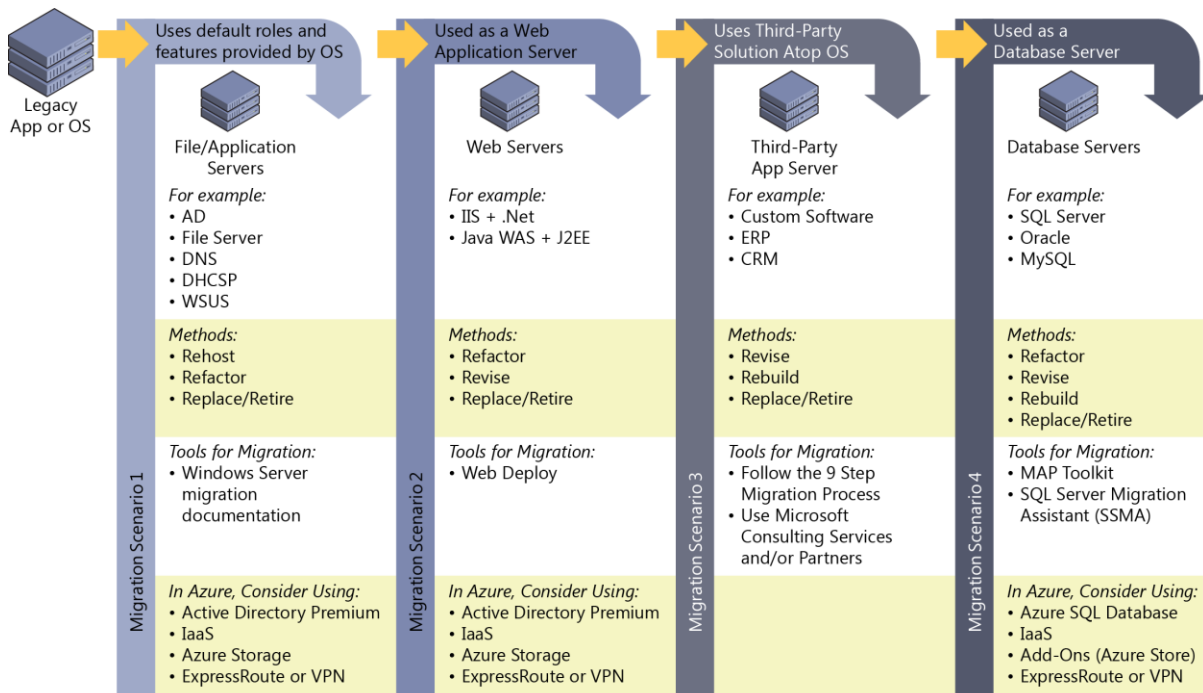 Legacy
App or OS
Migration Scenario 1
Uses default roles and
features provided by OS
File/Application
Servers
For example:
• AD
• File Server
• DNS
• DHCSP
• WSUS
Methods:
• Rehost
• Refactor
• Replace/Retire
Tools for Migration:
• Windows Server
migration
documentation
In Azure, Consider Using:
• Active Directory Premium
• IaaS
• Azure Storage
• ExpressRoute or VPN
Migration Scenario 2
Used as a Web
Application Server
Web Servers
For example:
• IIS + .Net
• Java WAS + J2EE
Methods:
• Refactor
• Revise
• Replace/Retire
Tools for Migration:
• Web Deploy
In Azure, Consider Using:
• Active Directory Premium
• IaaS
• Azure Storage
• ExpressRoute or VPN
Migration Scenario 3
Uses Third-Party
Solution Atop OS
Third-Party
App Server
For example:
• Custom Software
• ERP
• CRM
Methods:
• Revise
• Rebuild
• Replace/Retire
Tools for Migration:
• Follow the 9 Step
Migration Process
• Use Microsoft
Consulting Services
and/or Partners
Migration Scenario 4
Used as a
Database Server
Database Servers
For example:
• SQL Server
• Oracle
• MySQL
Methods:
• Refactor
• Revise
• Rebuild
• Replace/Retire
Tools for Migration:
• MAP Toolkit
• SQL Server Migration
Assistant (SSMA)
In Azure, Consider Using:
• Azure SQL Database
• IaaS
• Add-Ons (Azure Store)
• ExpressRoute or VPN